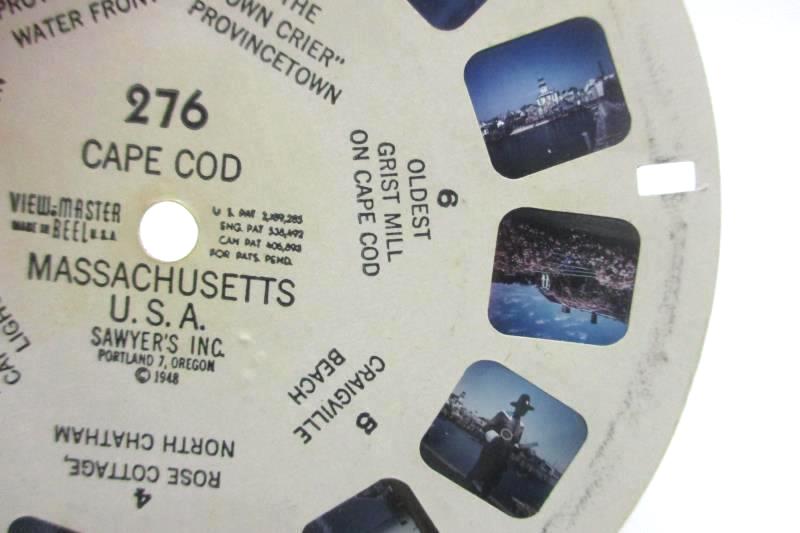 WATER FRONT
THE
OWN CRIER"
PROVINCETOWN
276
CAPE COD
VIEW-MASTER
MADE IN REEL U.S.A.
U.S. PAT 2,189,285
ENG. PAT 538,492
CAN PAT 406,893
FOR PATS. PEND.
MASSACHUSETTS
U.S.A.
SAWYER'S INC.
PORTLAND 7, OREGON
© 1948
6
OLDEST
GRIST MILL
ON CAPE COD
8
CRAIGVILLE
BEACH
4
ROSE COTTAGE,
NORTH CHATHAM